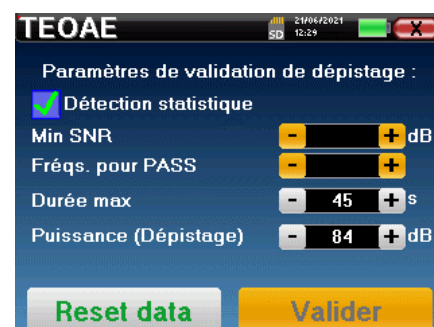 TEOAE
SD 21/06/2021 12:29 X
Paramètres de validation de dépistage :
Détection statistique
Min SNR - + dB
Fréqs. pour PASS - +
Durée max - 45 + s
Puissance (Dépistage) - 84 + dB
Reset data Valider